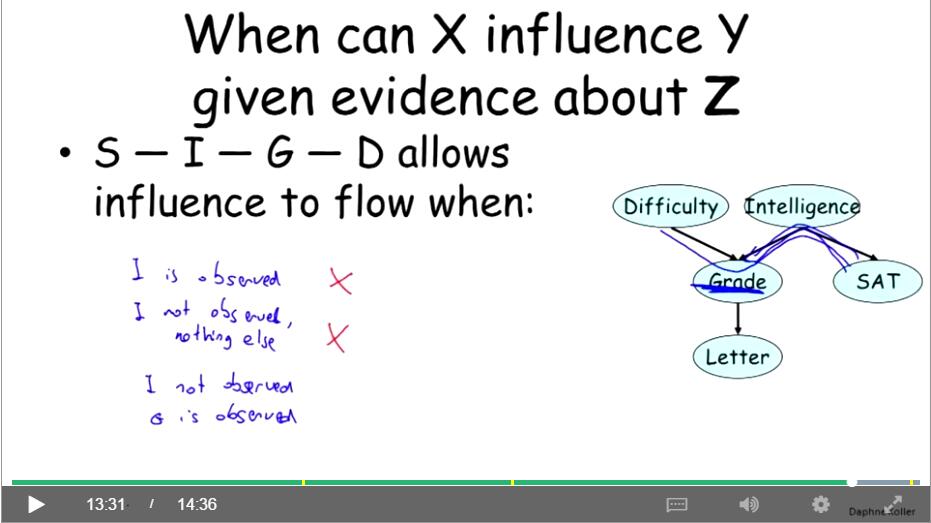 When can X influence Y
given evidence about Z
• S — I — G — D allows
influence to flow when:
Difficulty
Intelligence
Grade
SAT
Letter
I is observed X
I not observed,
nothing else X
I not observed
G is observed
13:31 / 14:36
Daphne Koller